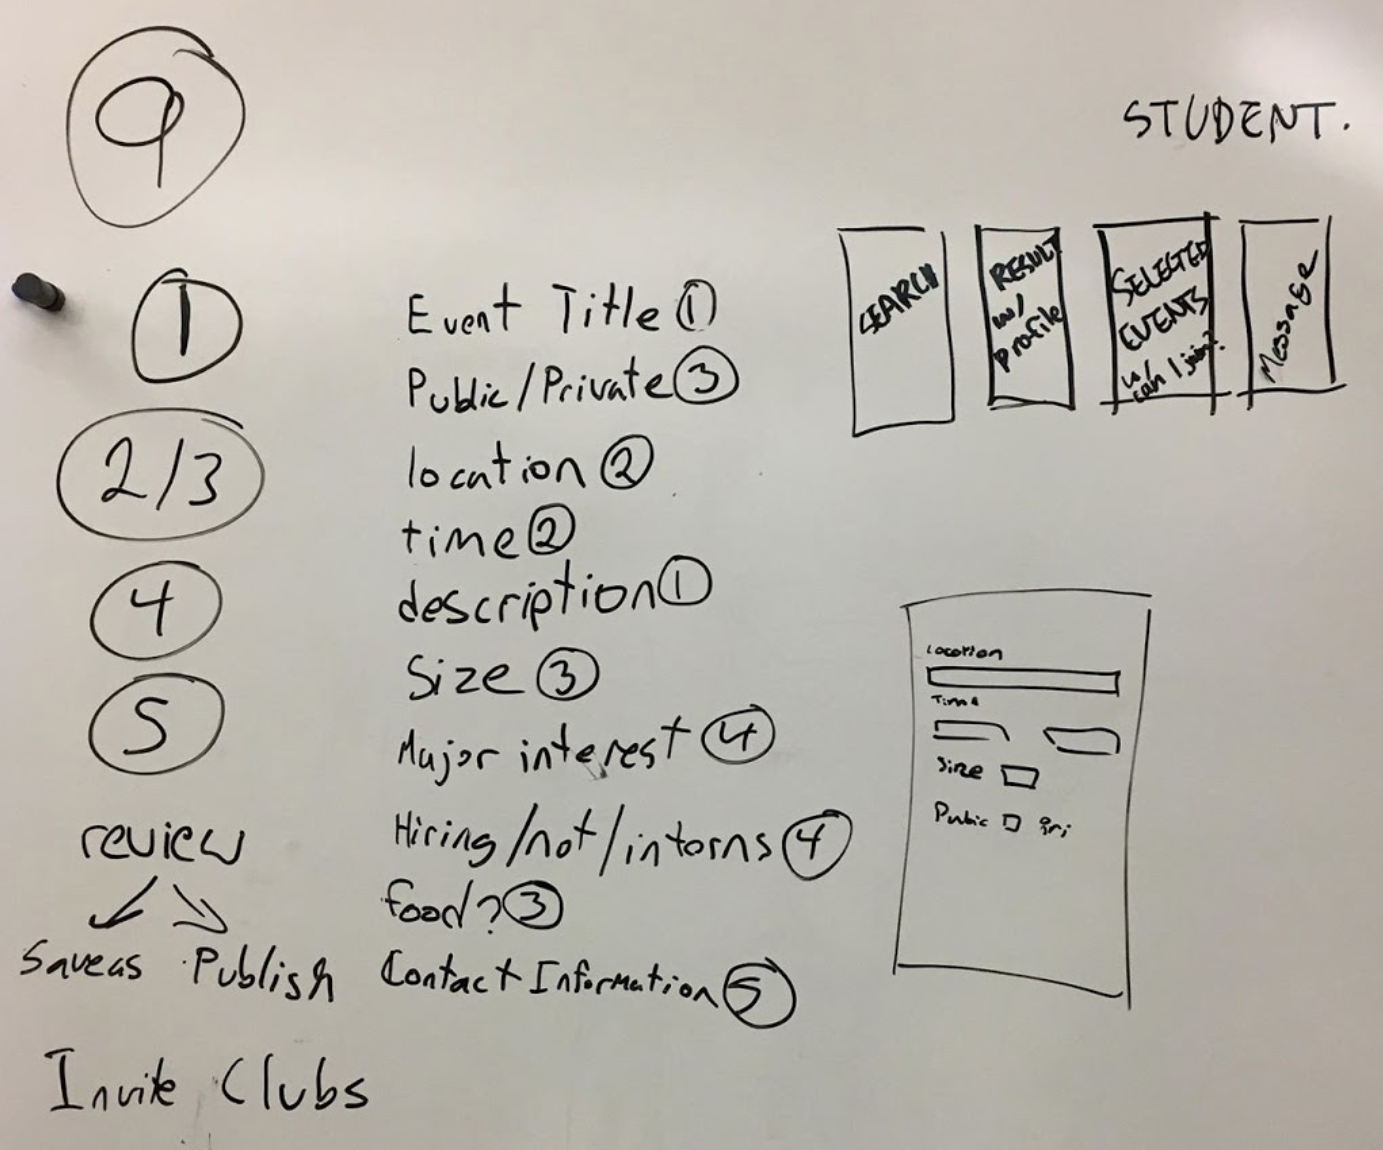 9
STUDENT.
1
2/3
4
5
review
Saveas Publish
Invite Clubs
Event Title 1
Public/Private 3
location 2
time 2
description 1
Size 3
Major interest 4
Hiring/not/interns 4
food? 3
Contact Information 5
SEARCH
RESULT
w/
profile
SELECTED
EVENTS
w/
can I join?
Message
Location
Time
Size
Public Pri